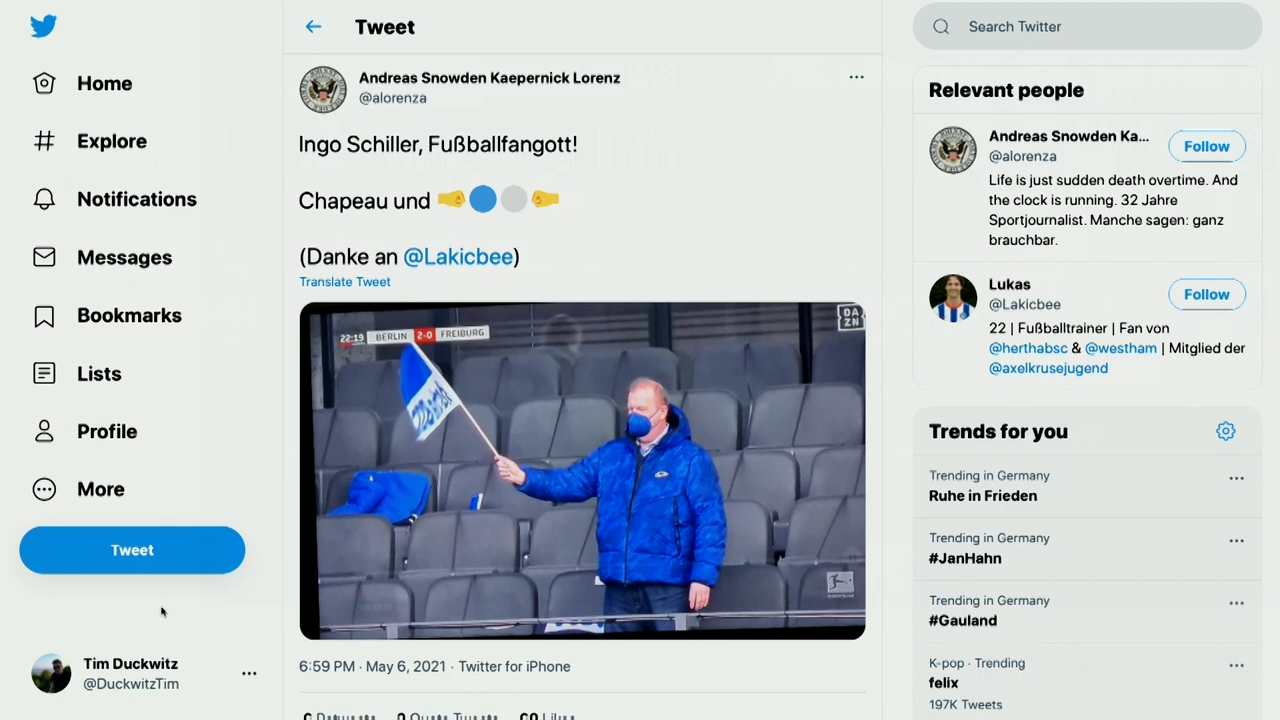 Home
Explore
Notifications
Messages
Bookmarks
Lists
Profile
More
Tweet
Tim Duckwitz
@DuckwitzTim
Tweet
Andreas Snowden Kaepernick Lorenz
@alorenza
Ingo Schiller, Fußballfangott!
Chapeau und
(Danke an @Lakicbee)
Translate Tweet
22:19 BERLIN 2-0 FREIBURG
DAZN
6:59 PM · May 6, 2021 · Twitter for iPhone
Search Twitter
Relevant people
Andreas Snowden Ka...
@alorenza
Follow
Life is just sudden death overtime. And
the clock is running. 32 Jahre
Sportjournalist. Manche sagen: ganz
brauchbar.
Lukas
@Lakicbee
Follow
22 | Fußballtrainer | Fan von
@herthabsc & @westham | Mitglied der
@axelkrusejugend
Trends for you
Trending in Germany
Ruhe in Frieden
Trending in Germany
#JanHahn
Trending in Germany
#Gauland
K-pop · Trending
felix
197K Tweets